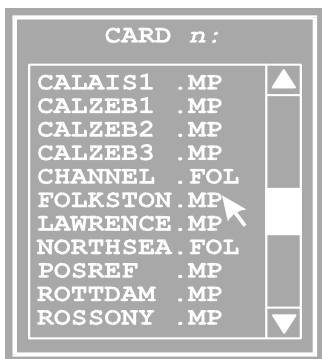 CARD n:
CALAIS1 .MP
CALZEB1 .MP
CALZEB2 .MP
CALZEB3 .MP
CHANNEL .FOL
FOLKSTON.MP
LAWRENCE.MP
NORTHSEA.FOL
POSREF .MP
ROTTDAM .MP
ROSSONY .MP